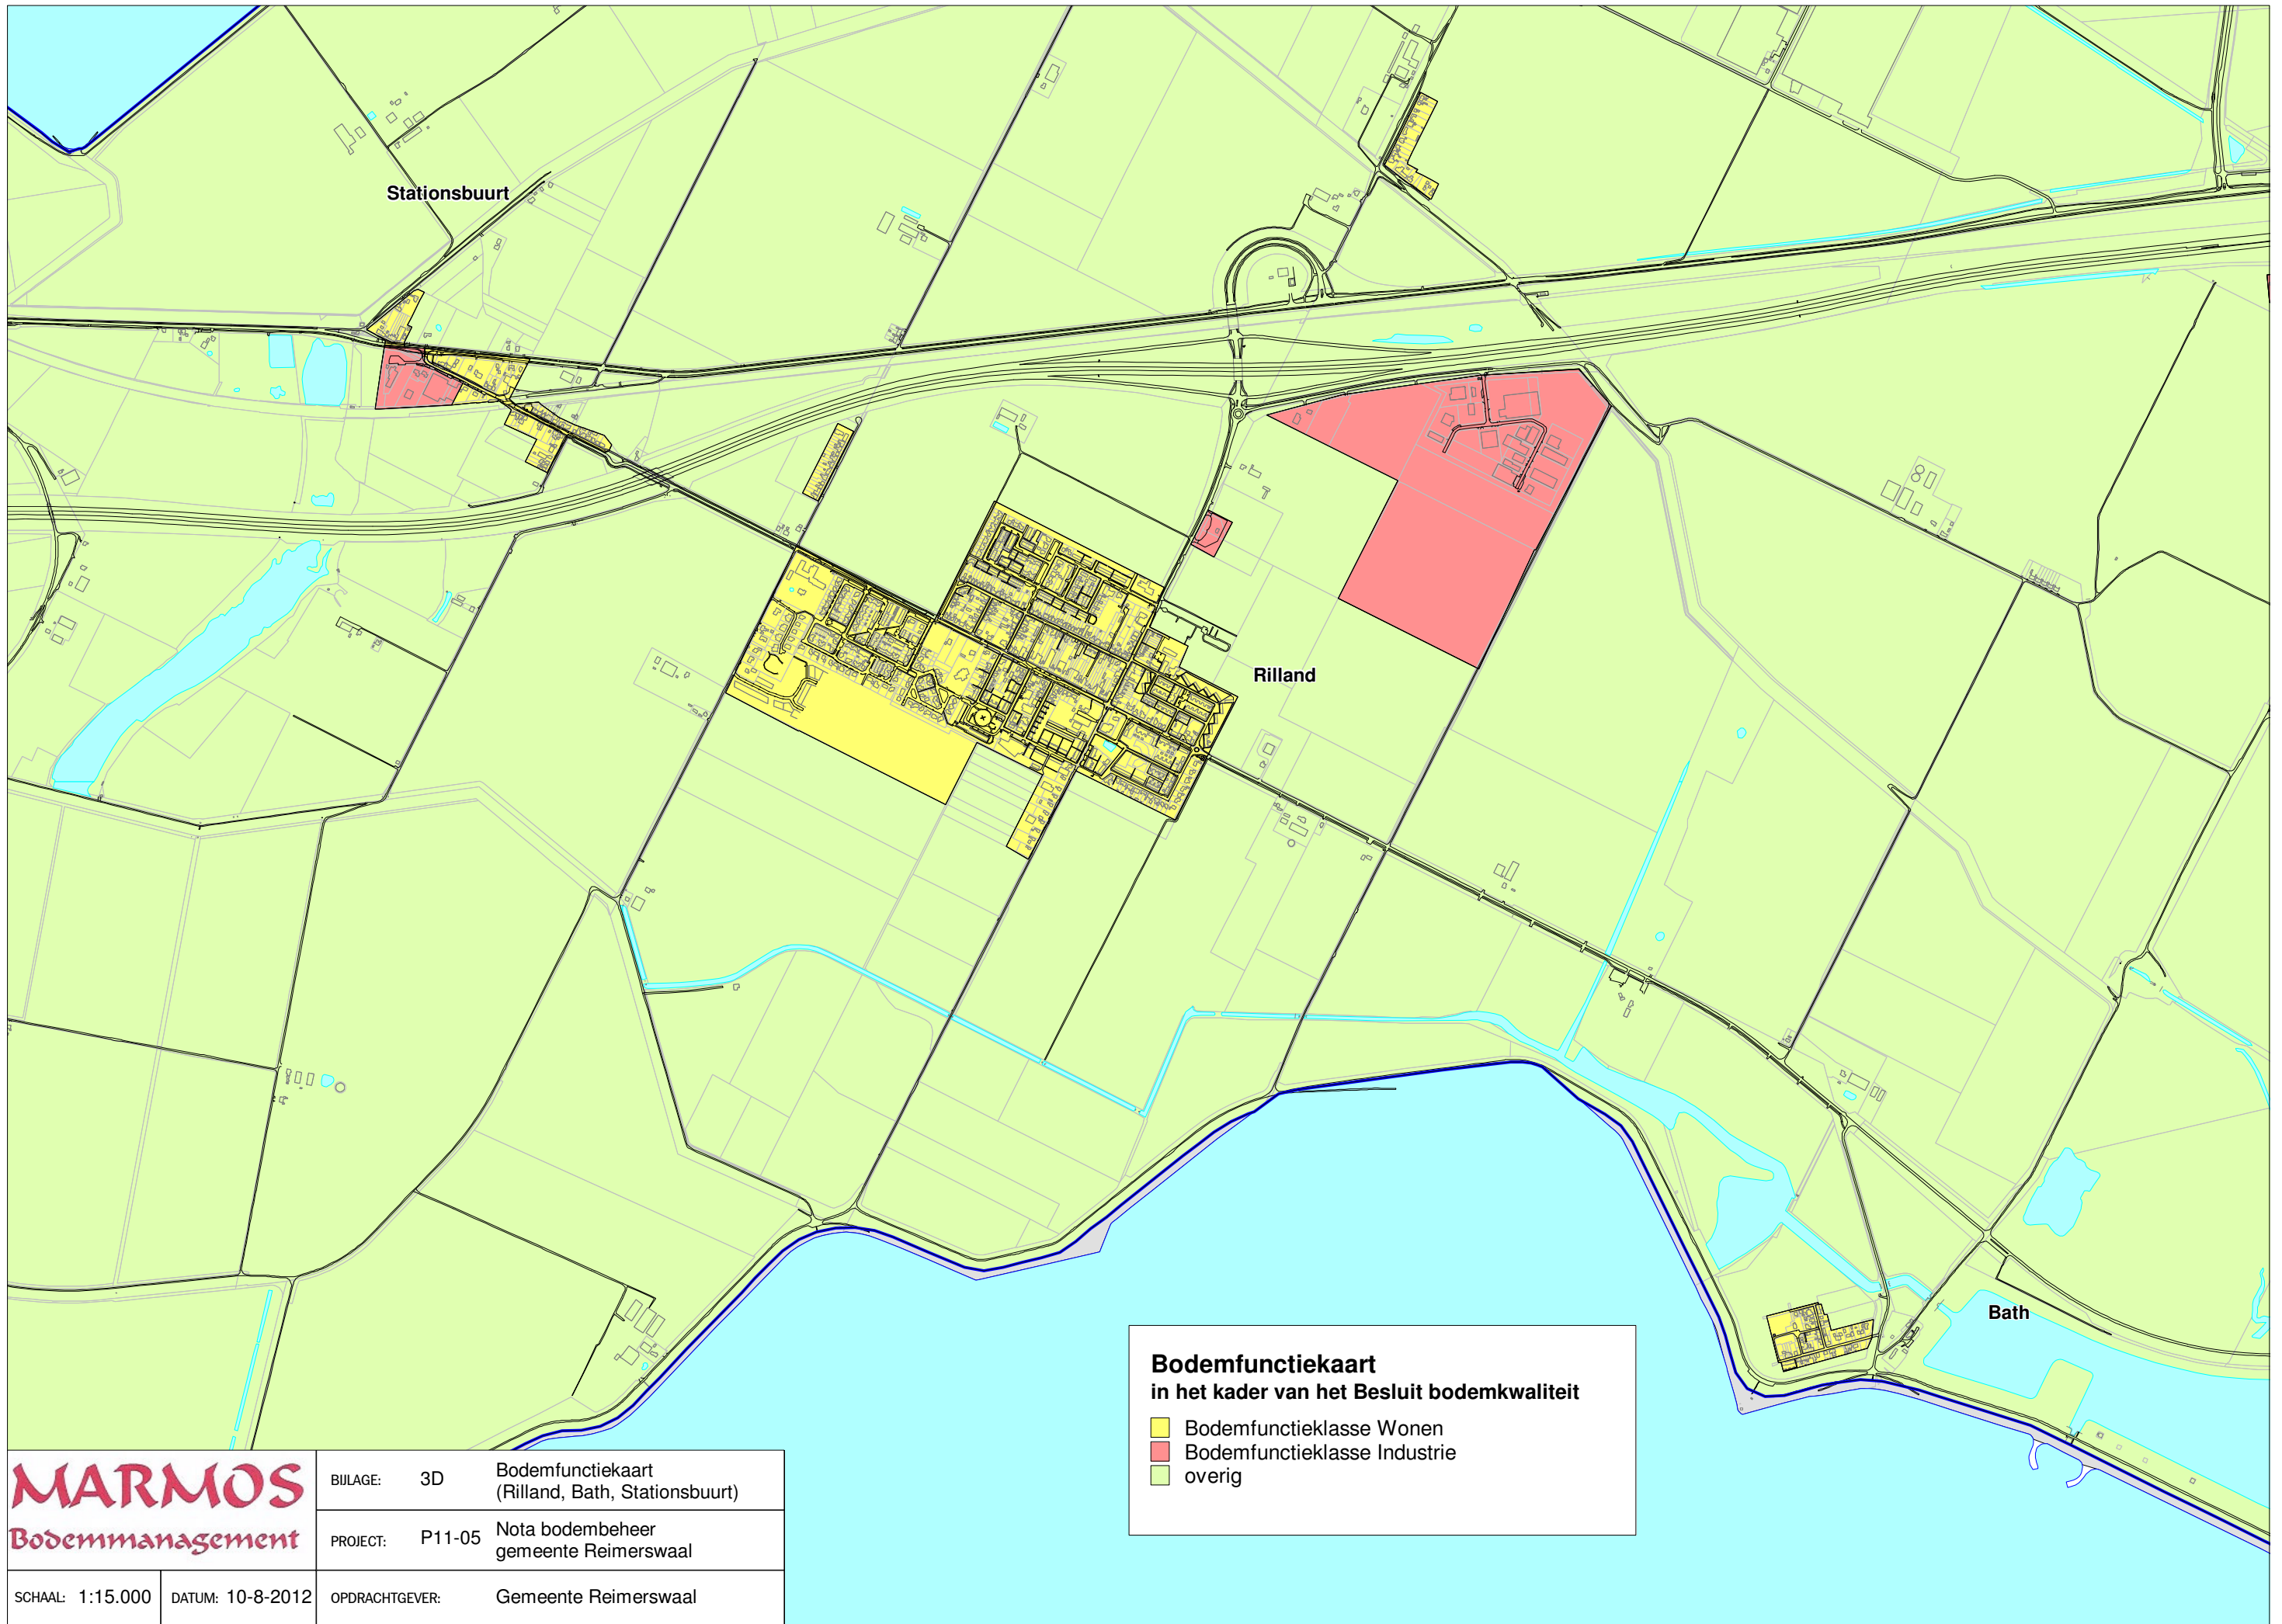 Stationsbuurt
Rilland
Bath
Bodemfunctiekaart
in het kader van het Besluit bodemkwaliteit
Bodemfunctieklasse Wonen
Bodemfunctieklasse Industrie
overig
MARMOS
Bodemmanagement
BIJLAGE: 3D Bodemfunctiekaart
(Rilland, Bath, Stationsbuurt)
PROJECT: P11-05 Nota bodembeheer
gemeente Reimerswaal
SCHAAL: 1:15.000 DATUM: 10-8-2012 OPDRACHTGEVER: Gemeente Reimerswaal